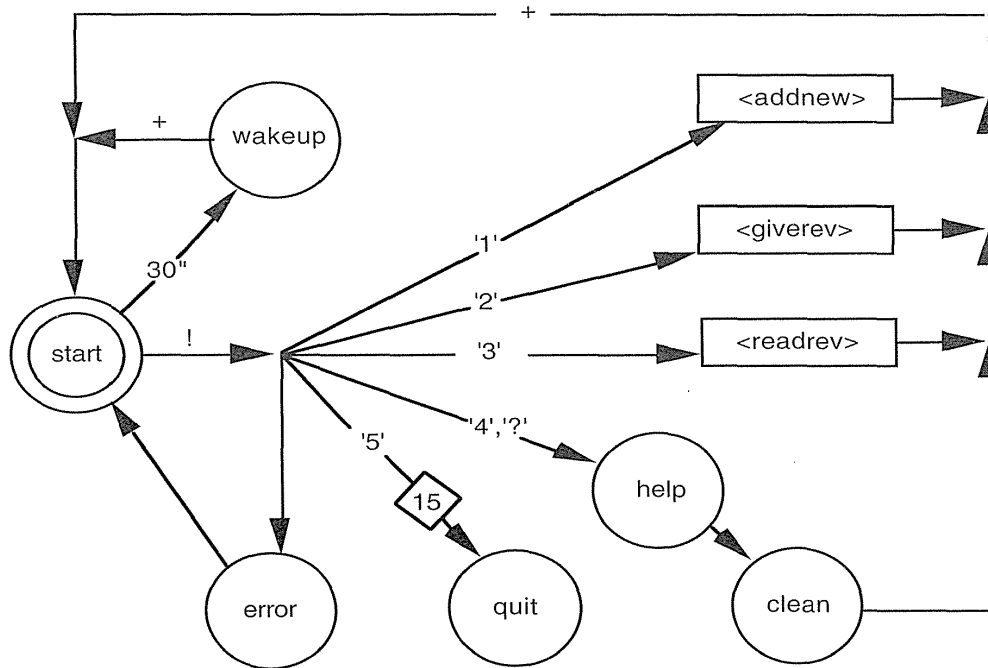 +
<addnew>
+
wakeup
'1'
<giverev>
30"
'2'
start
!
'3'
<readrev>
'4','?'
'5'
15
help
error
quit
clean